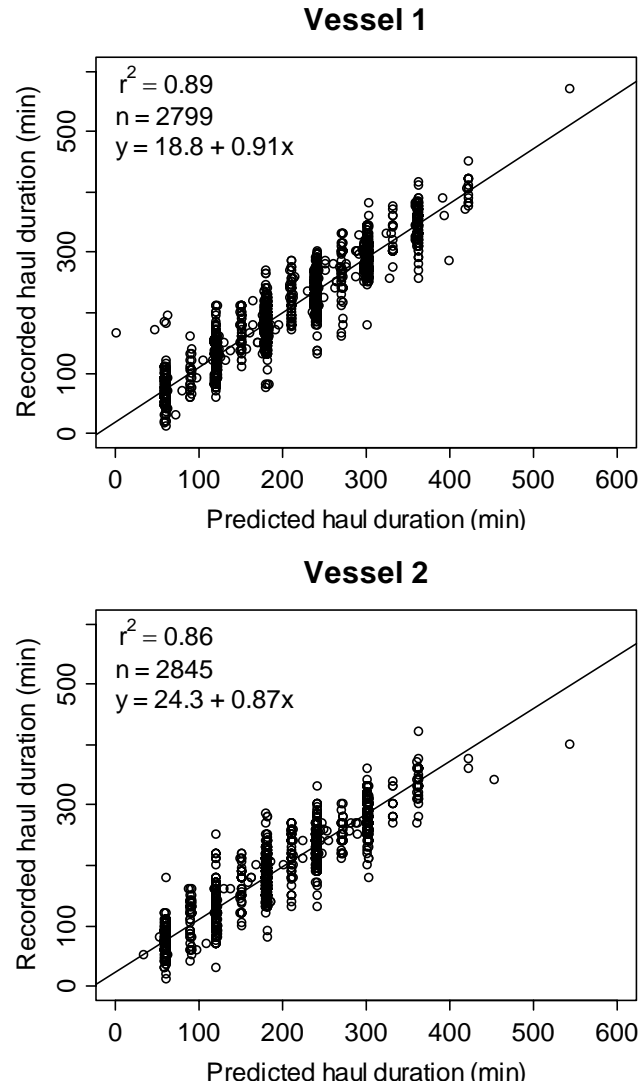 Vessel 1
r² = 0.89
n = 2799
y = 18.8 + 0.91x
Recorded haul duration (min)
500
300
100
0
0 100 200 300 400 500 600
Predicted haul duration (min)
Vessel 2
r² = 0.86
n = 2845
y = 24.3 + 0.87x
Recorded haul duration (min)
500
300
100
0
0 100 200 300 400 500 600
Predicted haul duration (min)